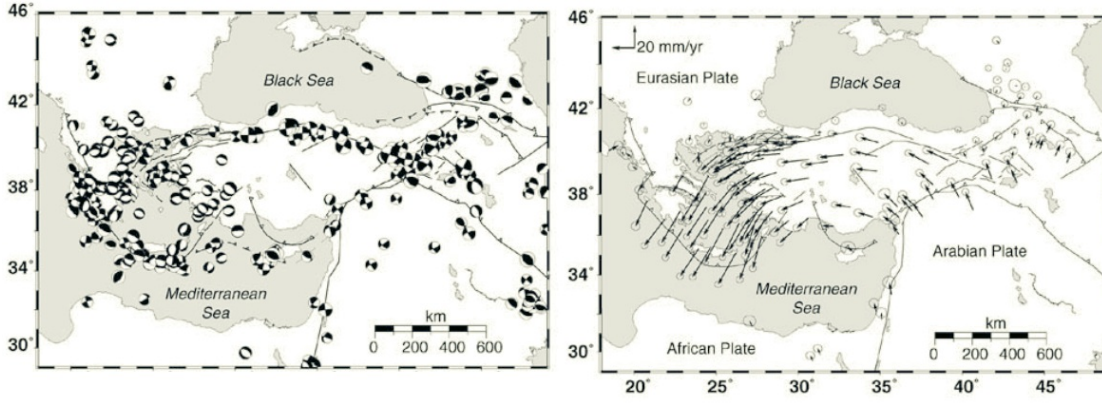 46°
42°
38°
34°
30°
Black Sea
Mediterranean
Sea
km
0 200 400 600
46°
42°
38°
34°
30°
20 mm/yr
Eurasian Plate
Black Sea
Arabian Plate
Mediterranean
Sea
African Plate
km
0 200 400 600
20° 25° 30° 35° 40° 45°